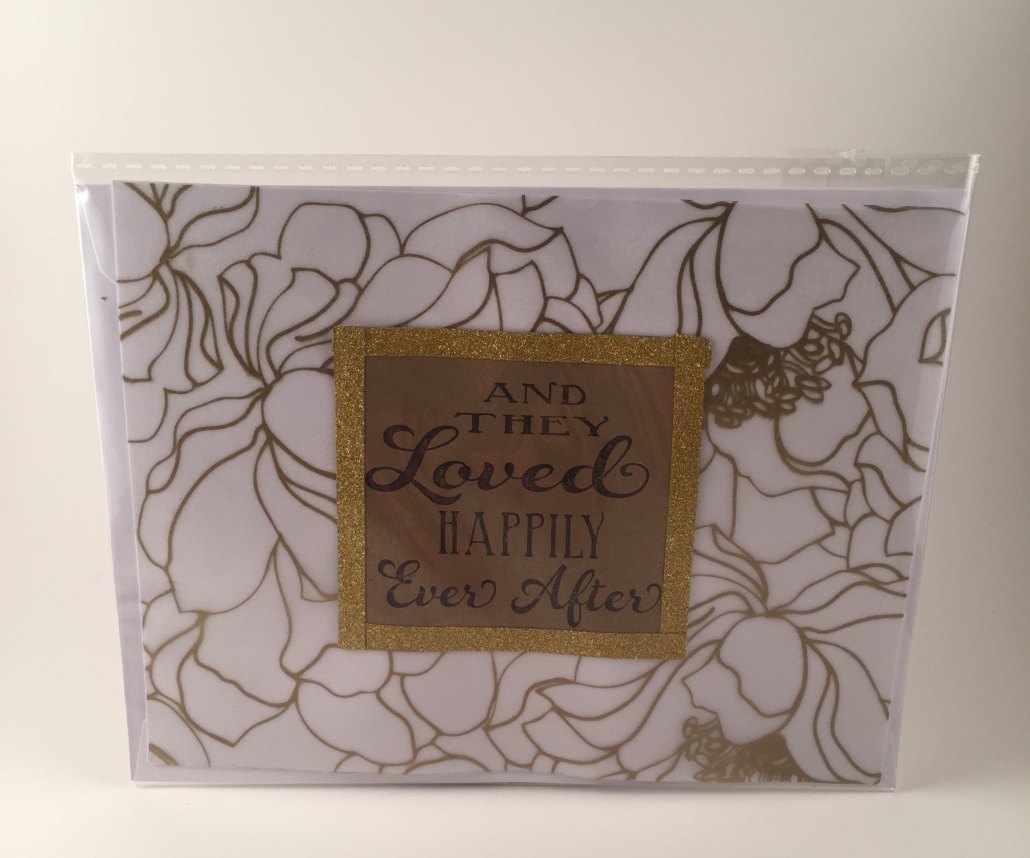 AND
THEY
Loved
HAPPILY
Ever After